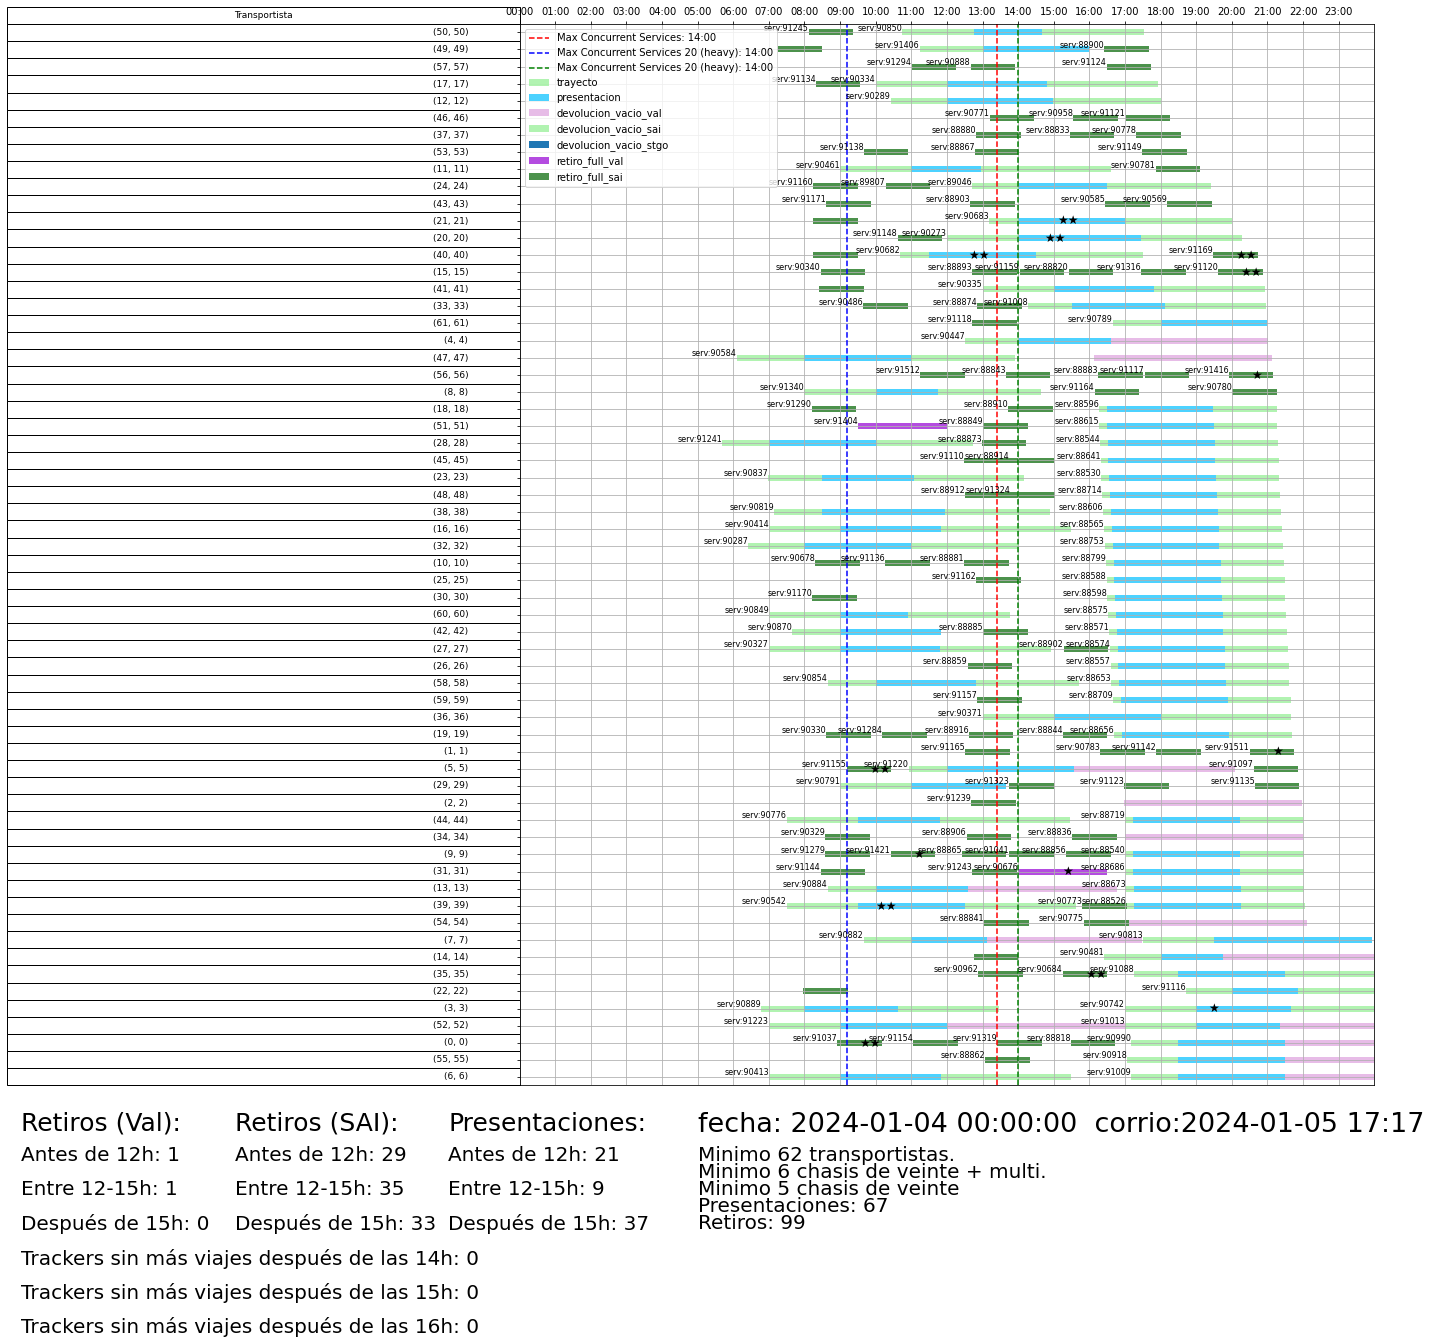 Transportista
00:00 01:00 02:00 03:00 04:00 05:00 06:00 07:00 08:00 09:00 10:00 11:00 12:00 13:00 14:00 15:00 16:00 17:00 18:00 19:00 20:00 21:00 22:00 23:00
Max Concurrent Services: 14:00
Max Concurrent Services 20 (heavy): 14:00
Max Concurrent Services 20 (heavy): 14:00
trayecto
presentacion
devolucion_vacio_val
devolucion_vacio_sai
devolucion_vacio_stgo
retiro_full_val
retiro_full_sai
(50, 50) serv:91245 serv:90850
(49, 49) serv:91406 serv:88900
(57, 57) serv:91294 serv:90888 serv:91124
(17, 17) serv:91134 serv:90334
(12, 12) serv:90289
(46, 46) serv:90771 serv:90958 serv:91121
(37, 37) serv:88880 serv:88833 serv:90778
(53, 53) serv:91138 serv:88867 serv:91149
(11, 11) serv:90461 serv:90781
(24, 24) serv:91160 serv:89807 serv:89046
(43, 43) serv:91171 serv:88903 serv:90585 serv:90569
(21, 21) serv:90683
(20, 20) serv:91148 serv:90273
(40, 40) serv:90682 serv:91169
(15, 15) serv:90340 serv:88893 serv:91159 serv:88820 serv:91316 serv:91120
(41, 41) serv:90335
(33, 33) serv:90486 serv:88874 serv:91008
(61, 61) serv:91118 serv:90789
(4, 4) serv:90447
(47, 47) serv:90584
(56, 56) serv:91512 serv:88843 serv:88883 serv:91117 serv:91416
(8, 8) serv:91340 serv:91164 serv:90780
(18, 18) serv:91290 serv:88910 serv:88596
(51, 51) serv:91404 serv:88849 serv:88615
(28, 28) serv:91241 serv:88873 serv:88544
(45, 45) serv:91110 serv:88914 serv:88641
(23, 23) serv:90837 serv:88530
(48, 48) serv:88912 serv:91324 serv:88714
(38, 38) serv:90819 serv:88606
(16, 16) serv:90414 serv:88565
(32, 32) serv:90287 serv:88753
(10, 10) serv:90678 serv:91136 serv:88881 serv:88799
(25, 25) serv:91162 serv:88588
(30, 30) serv:91170 serv:88598
(60, 60) serv:90849 serv:88575
(42, 42) serv:90870 serv:88885 serv:88571
(27, 27) serv:90327 serv:88902 serv:88574
(26, 26) serv:88859 serv:88557
(58, 58) serv:90854 serv:88653
(59, 59) serv:91157 serv:88709
(36, 36) serv:90371
(19, 19) serv:90330 serv:91284 serv:88916 serv:88844 serv:88656
(1, 1) serv:91165 serv:90783 serv:91142 serv:91511
(5, 5) serv:91155 serv:91220 serv:91097
(29, 29) serv:90791 serv:91323 serv:91123 serv:91135
(2, 2) serv:91239
(44, 44) serv:90776 serv:88719
(34, 34) serv:90329 serv:88906 serv:88836
(9, 9) serv:91279 serv:91421 serv:88865 serv:91041 serv:88856 serv:88540
(31, 31) serv:91144 serv:91243 serv:90676 serv:88686
(13, 13) serv:90884 serv:88673
(39, 39) serv:90542 serv:90773 serv:88526
(54, 54) serv:88841 serv:90775
(7, 7) serv:90882 serv:90813
(14, 14) serv:90481
(35, 35) serv:90962 serv:90684 serv:91088
(22, 22) serv:91116
(3, 3) serv:90889 serv:90742
(52, 52) serv:91223 serv:91013
(0, 0) serv:91037 serv:91154 serv:91319 serv:88818 serv:90990
(55, 55) serv:88862 serv:90918
(6, 6) serv:90413 serv:91009
Retiros (Val): Retiros (SAI): Presentaciones: fecha: 2024-01-04 00:00:00 corrio:2024-01-05 17:17
Antes de 12h: 1 Antes de 12h: 29 Antes de 12h: 21 Minimo 62 transportistas.
Minimo 6 chasis de veinte + multi.
Entre 12-15h: 1 Entre 12-15h: 35 Entre 12-15h: 9 Minimo 5 chasis de veinte
Presentaciones: 67
Después de 15h: 0 Después de 15h: 33 Después de 15h: 37 Retiros: 99
Trackers sin más viajes después de las 14h: 0
Trackers sin más viajes después de las 15h: 0
Trackers sin más viajes después de las 16h: 0